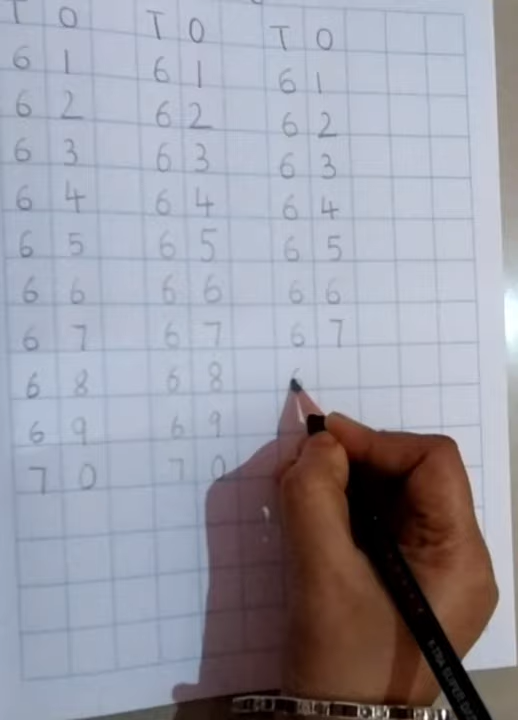 T O T O T O
6 1 6 1 6 1
6 2 6 2 6 2
6 3 6 3 6 3
6 4 6 4 6 4
6 5 6 5 6 5
6 6 6 6 6 6
6 7 6 7 6 7
6 8 6 8 6
6 9 6 9
7 0 7 0